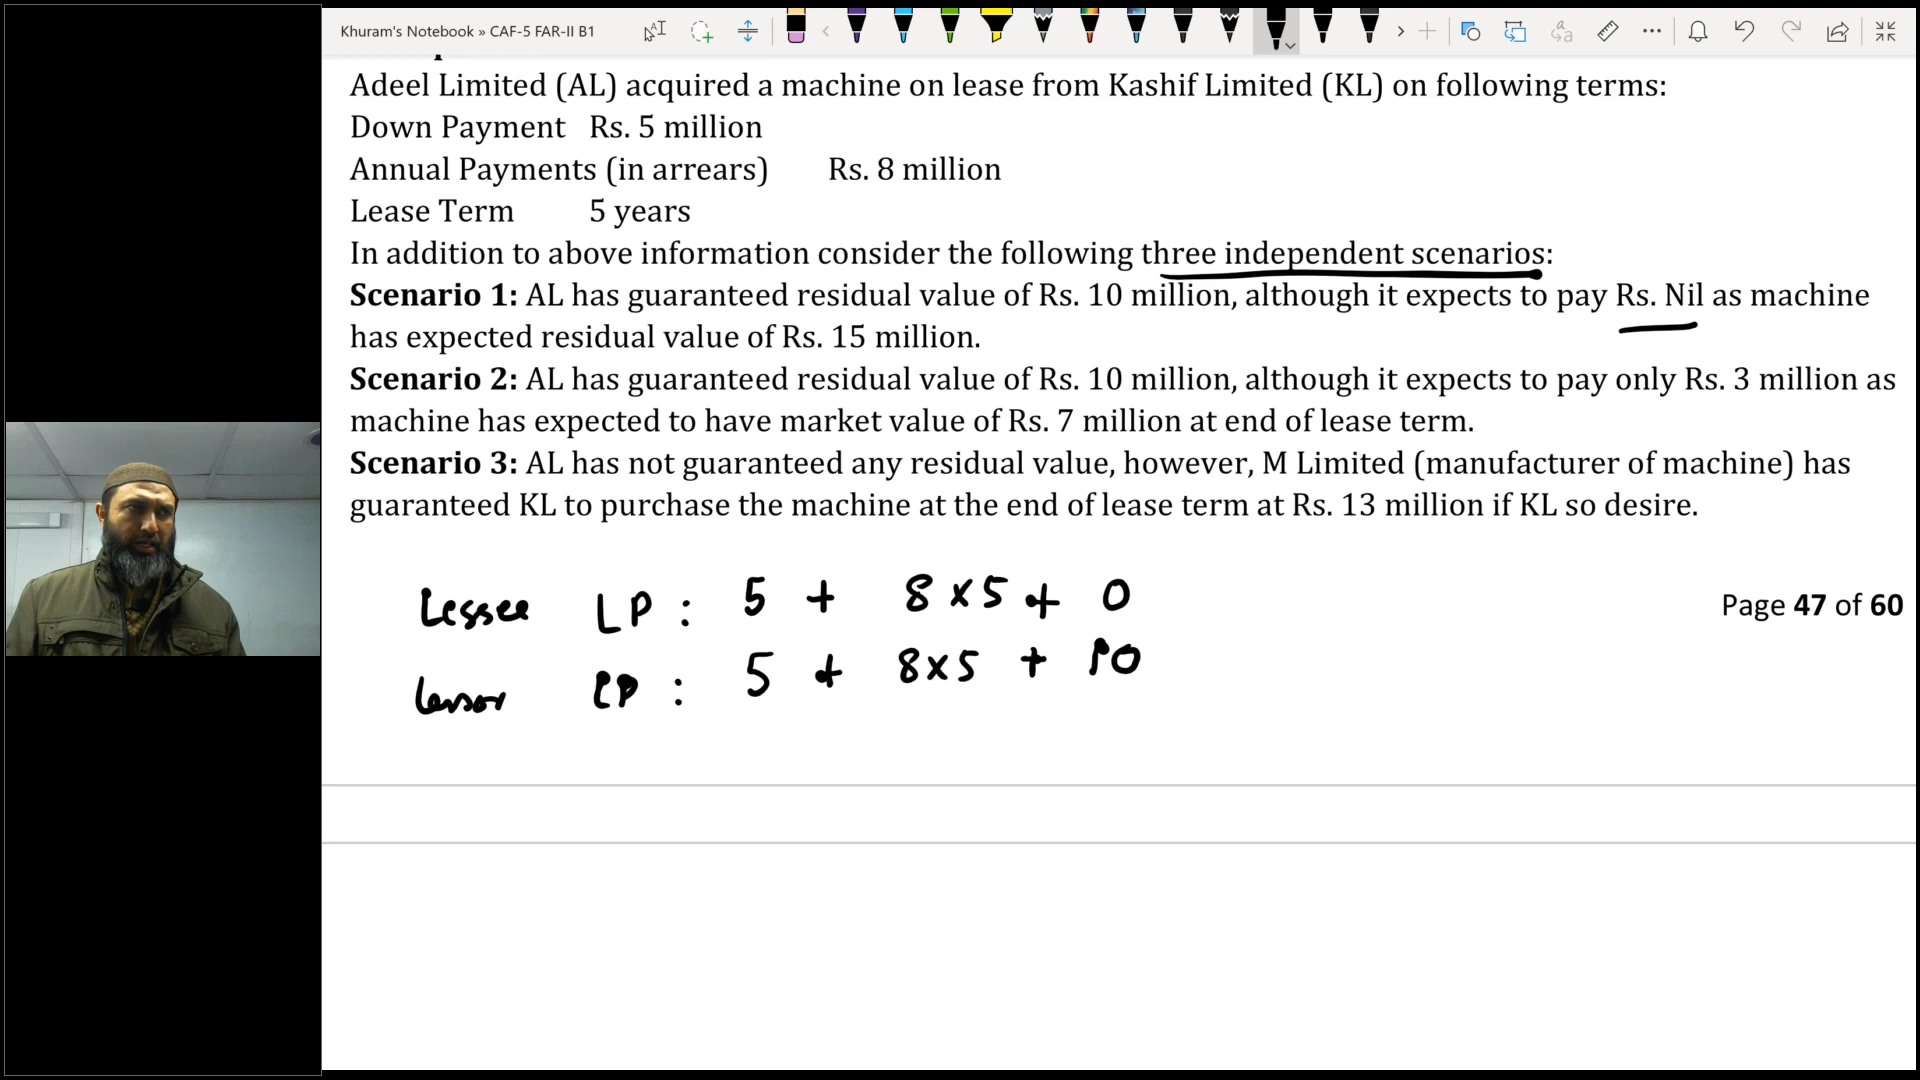 Khuram's Notebook » CAF-5 FAR-II B1
Adeel Limited (AL) acquired a machine on lease from Kashif Limited (KL) on following terms:
Down Payment Rs. 5 million
Annual Payments (in arrears) Rs. 8 million
Lease Term 5 years
In addition to above information consider the following three independent scenarios:
Scenario 1: AL has guaranteed residual value of Rs. 10 million, although it expects to pay Rs. Nil as machine
has expected residual value of Rs. 15 million.
Scenario 2: AL has guaranteed residual value of Rs. 10 million, although it expects to pay only Rs. 3 million as
machine has expected to have market value of Rs. 7 million at end of lease term.
Scenario 3: AL has not guaranteed any residual value, however, M Limited (manufacturer of machine) has
guaranteed KL to purchase the machine at the end of lease term at Rs. 13 million if KL so desire.
Lessee LP : 5 + 8 x 5 + 0
Page 47 of 60
Lessor LP : 5 + 8x5 + 10